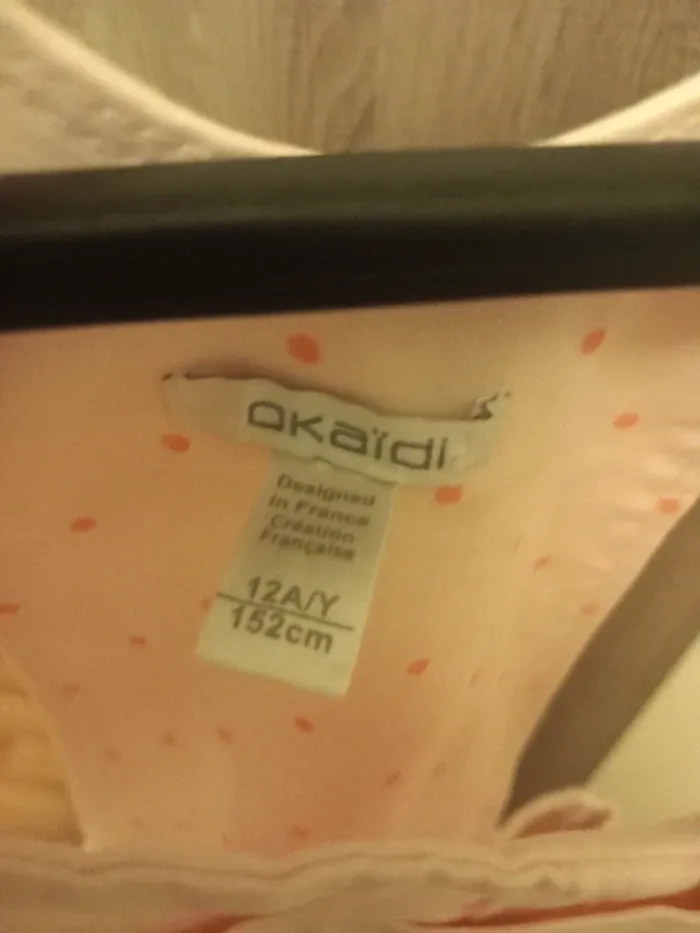 OKaïdi
Designed
in France
Création
Française
12A/Y
152cm